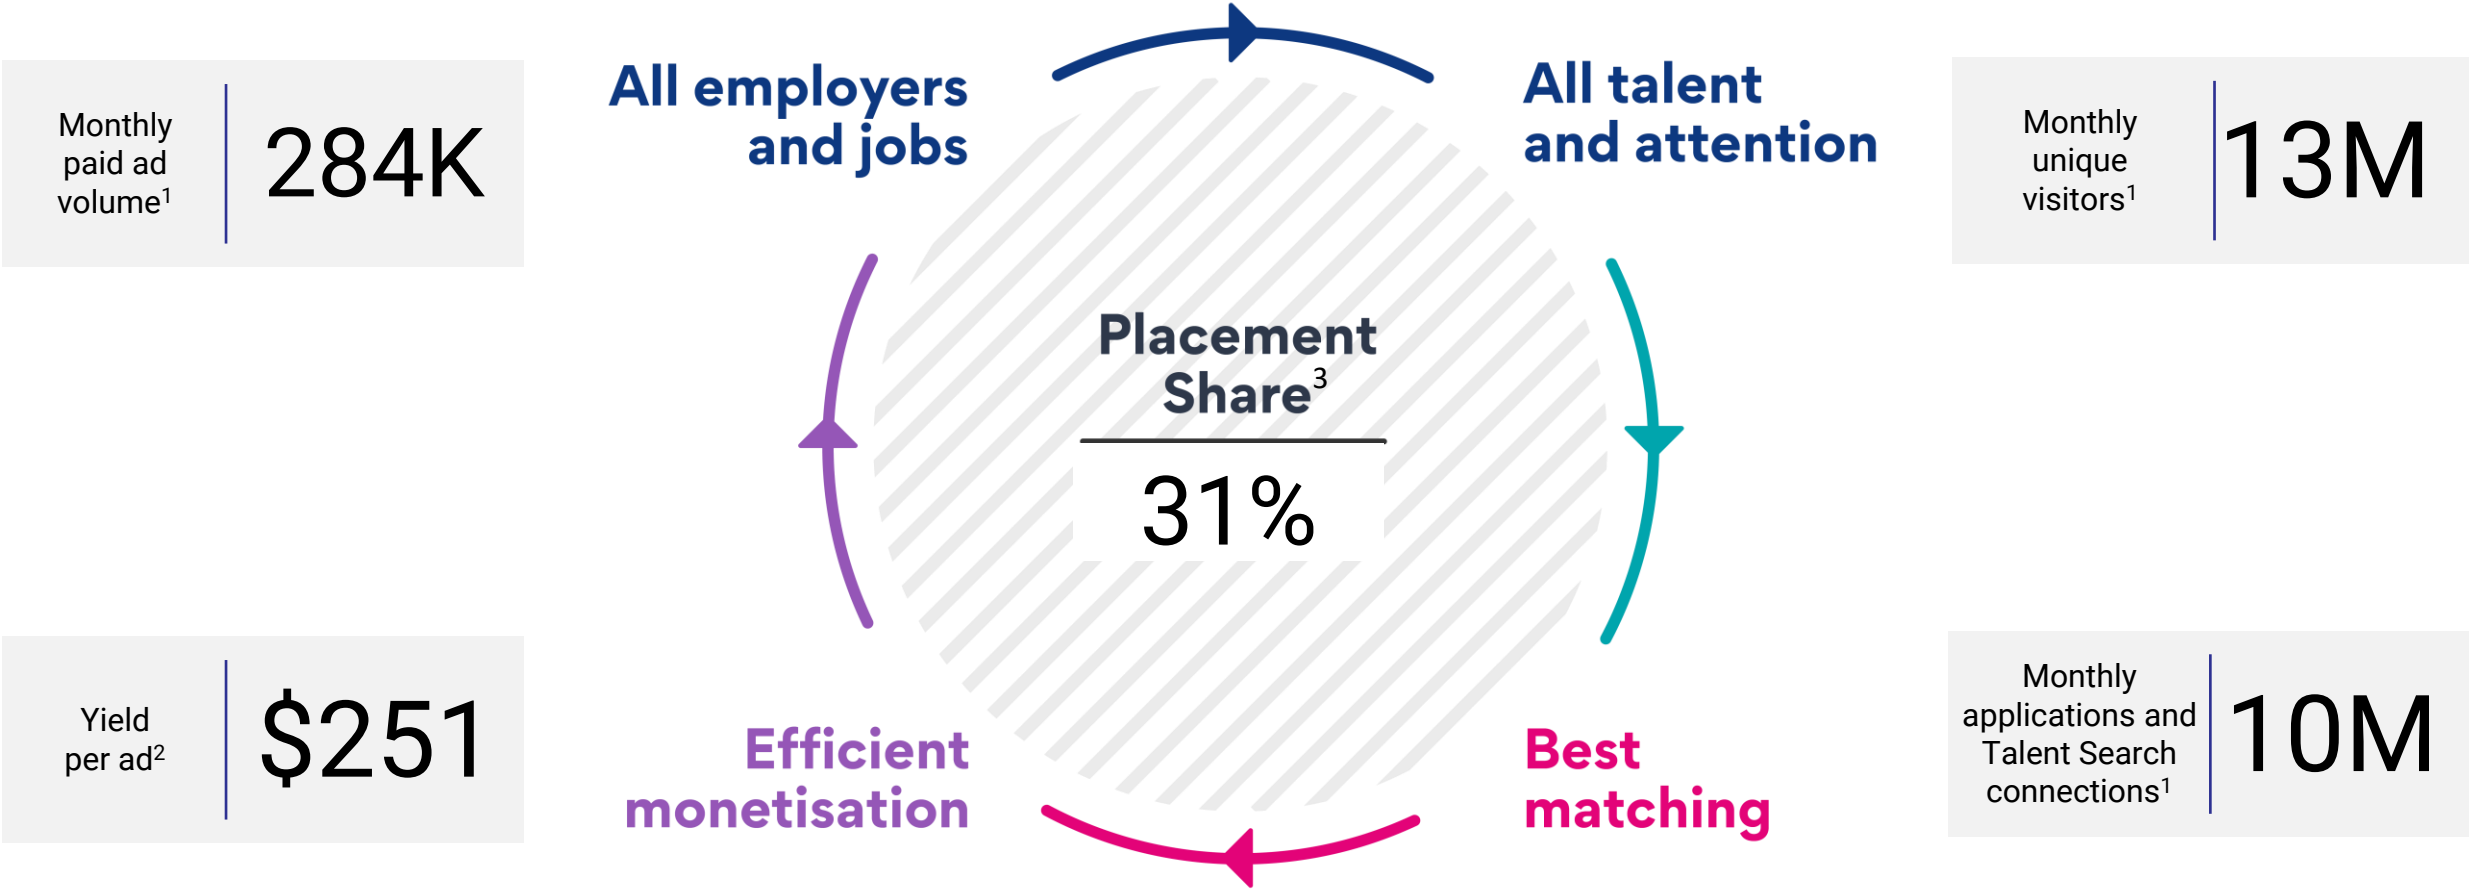 Monthly
paid ad
volume¹
284K
All employers
and jobs
All talent
and attention
Monthly
unique
visitors¹
13M
Placement
Share³
31%
Yield
per ad²
$251
Efficient
monetisation
Best
matching
Monthly
applications and
Talent Search
connections¹
10M